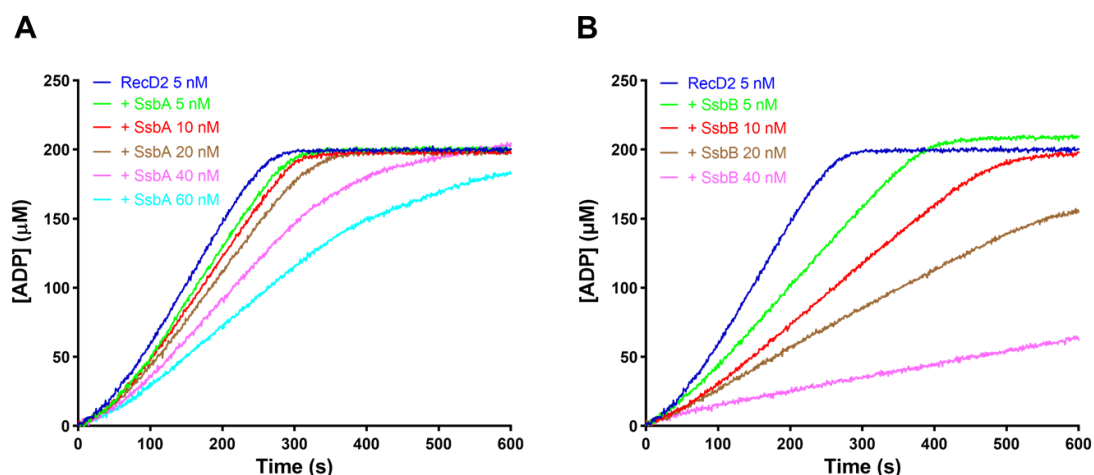 A
250
200
150
100
50
0
[ADP] (μM)
RecD2 5 nM
+ SsbA 5 nM
+ SsbA 10 nM
+ SsbA 20 nM
+ SsbA 40 nM
+ SsbA 60 nM
0 100 200 300 400 500 600
Time (s)
B
250
200
150
100
50
0
[ADP] (μM)
RecD2 5 nM
+ SsbB 5 nM
+ SsbB 10 nM
+ SsbB 20 nM
+ SsbB 40 nM
0 100 200 300 400 500 600
Time (s)